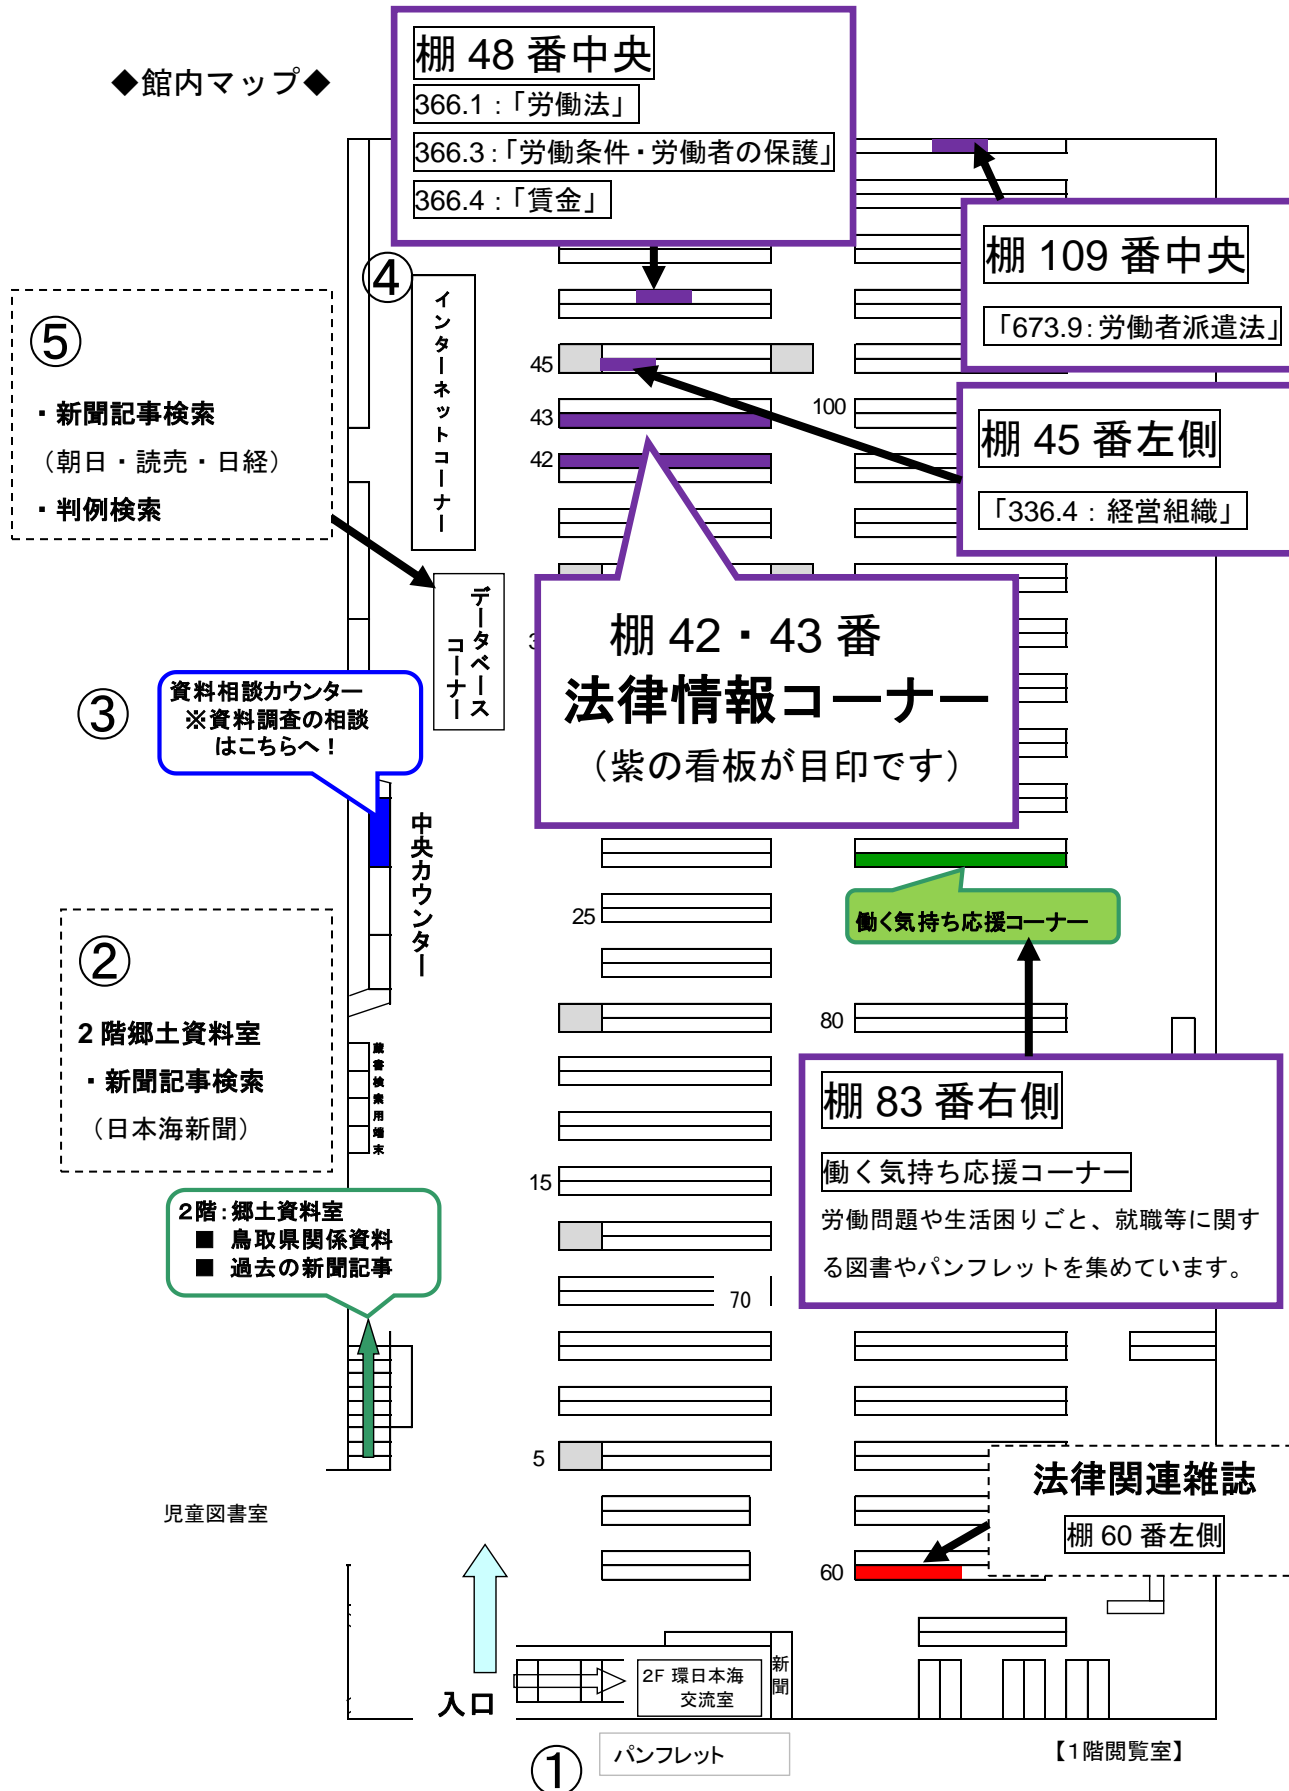 ◆館内マップ◆
棚 48 番中央
366.1：「労働法」
366.3：「労働条件・労働者の保護」
366.4：「賃金」
棚 109 番中央
「673.9：労働者派遣法」
④
インターネットコーナー
⑤
・新聞記事検索
（朝日・読売・日経）
・判例検索
45
43
42
100
棚 45 番左側
「336.4：経営組織」
データベース
コーナー
棚 42・43 番
法律情報コーナー
（紫の看板が目印です）
③
資料相談カウンター
※資料調査の相談
はこちらへ！
中央カウンター
25
働く気持ち応援コーナー
②
2 階郷土資料室
・新聞記事検索
（日本海新聞）
蔵書検索用端末
80
棚 83 番右側
働く気持ち応援コーナー
労働問題や生活困りごと、就職等に関す
る図書やパンフレットを集めています。
15
2階：郷土資料室
■ 鳥取県関係資料
■ 過去の新聞記事
70
5
法律関連雑誌
棚 60 番左側
児童図書室
60
入口
2F 環日本海
交流室
新聞
①
パンフレット
【1階閲覧室】